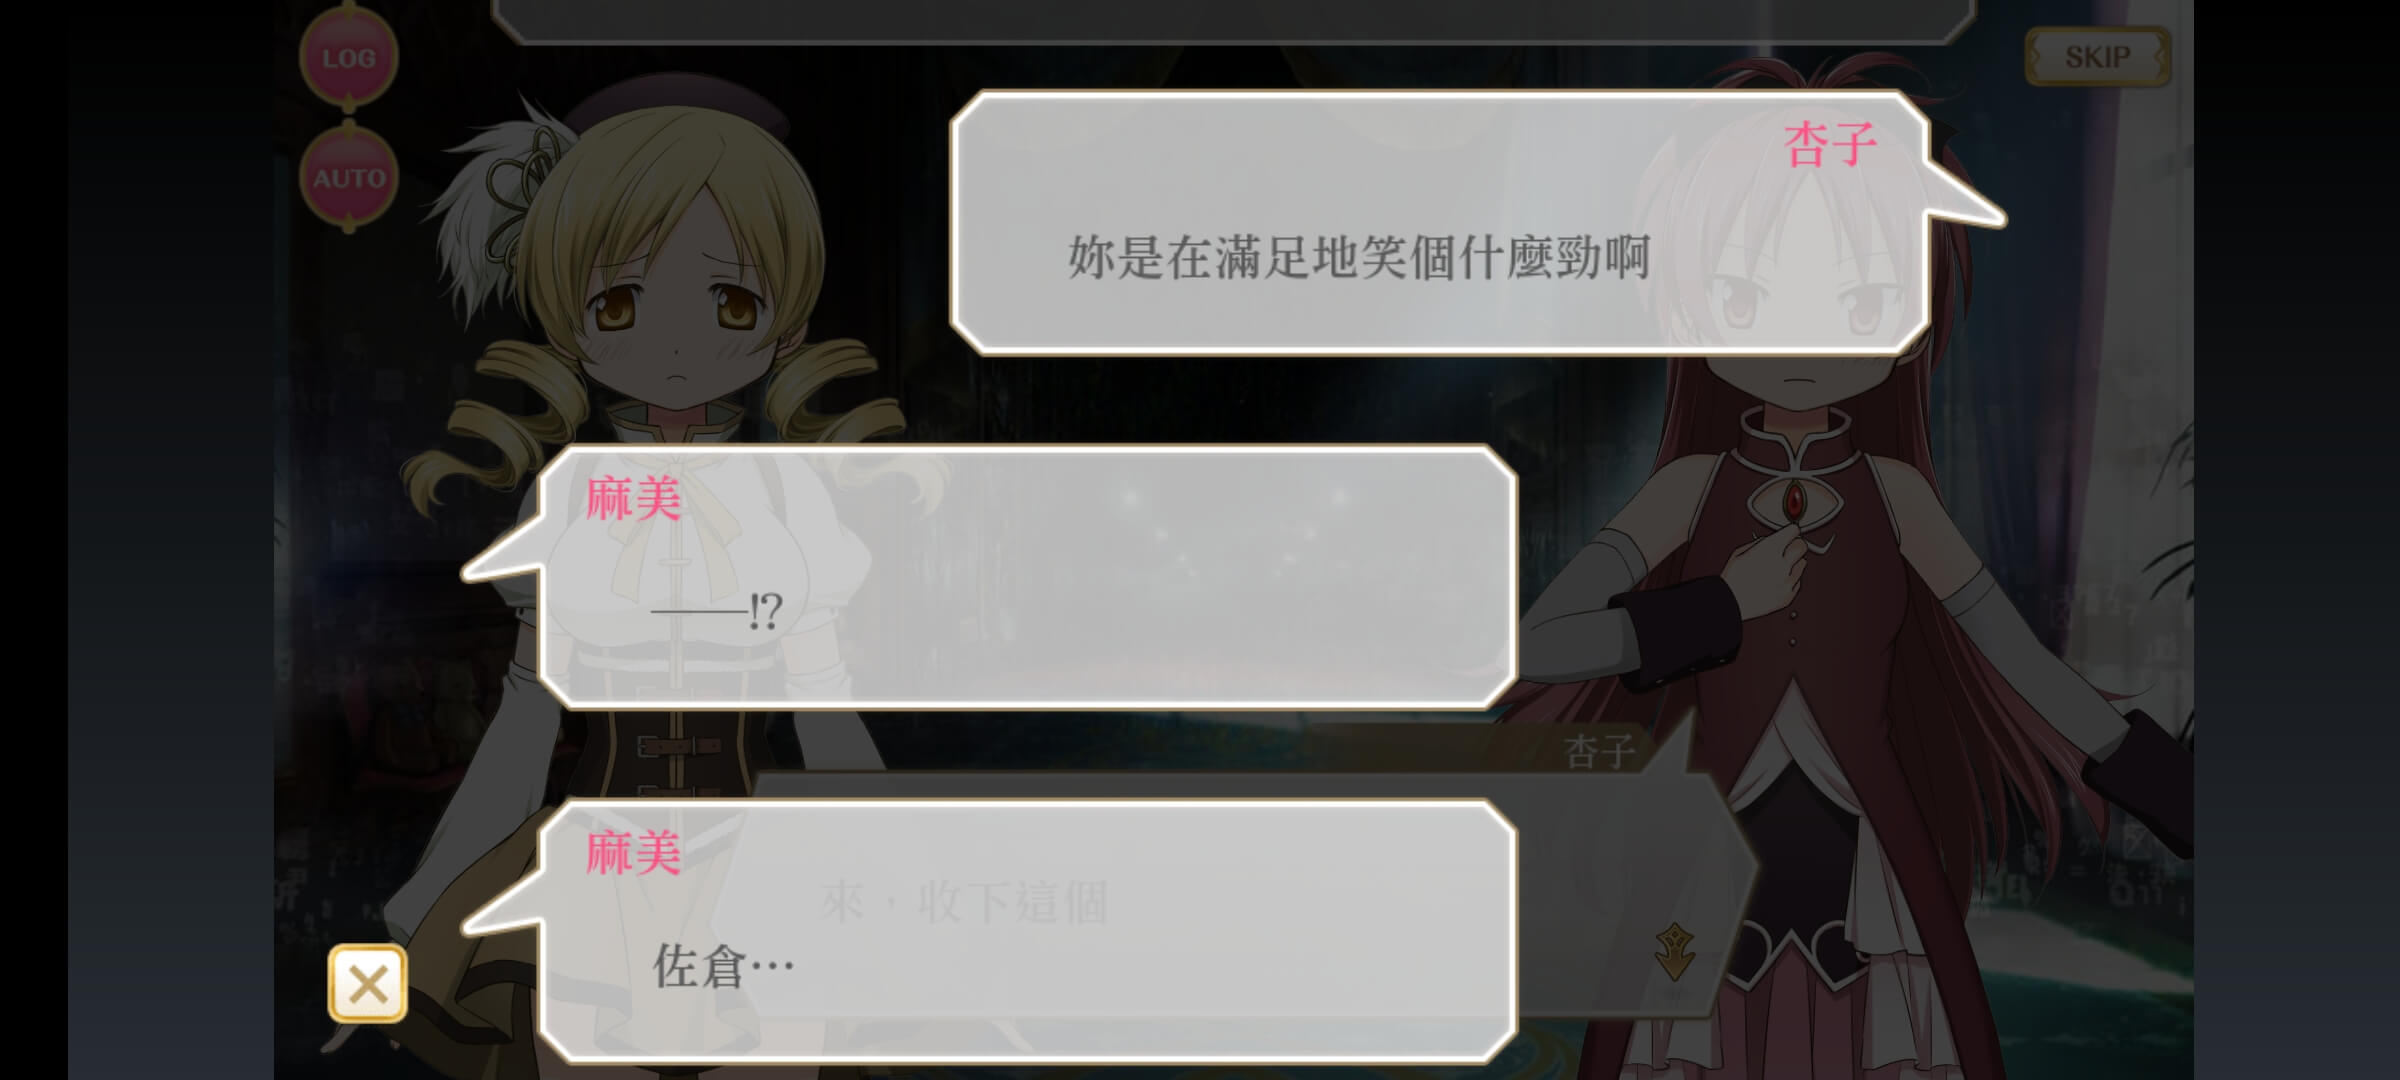 LOG
SKIP
AUTO
杏子
妳是在滿足地笑個什麼勁啊
麻美
――!?
杏子
麻美
來，收下這個
佐倉…